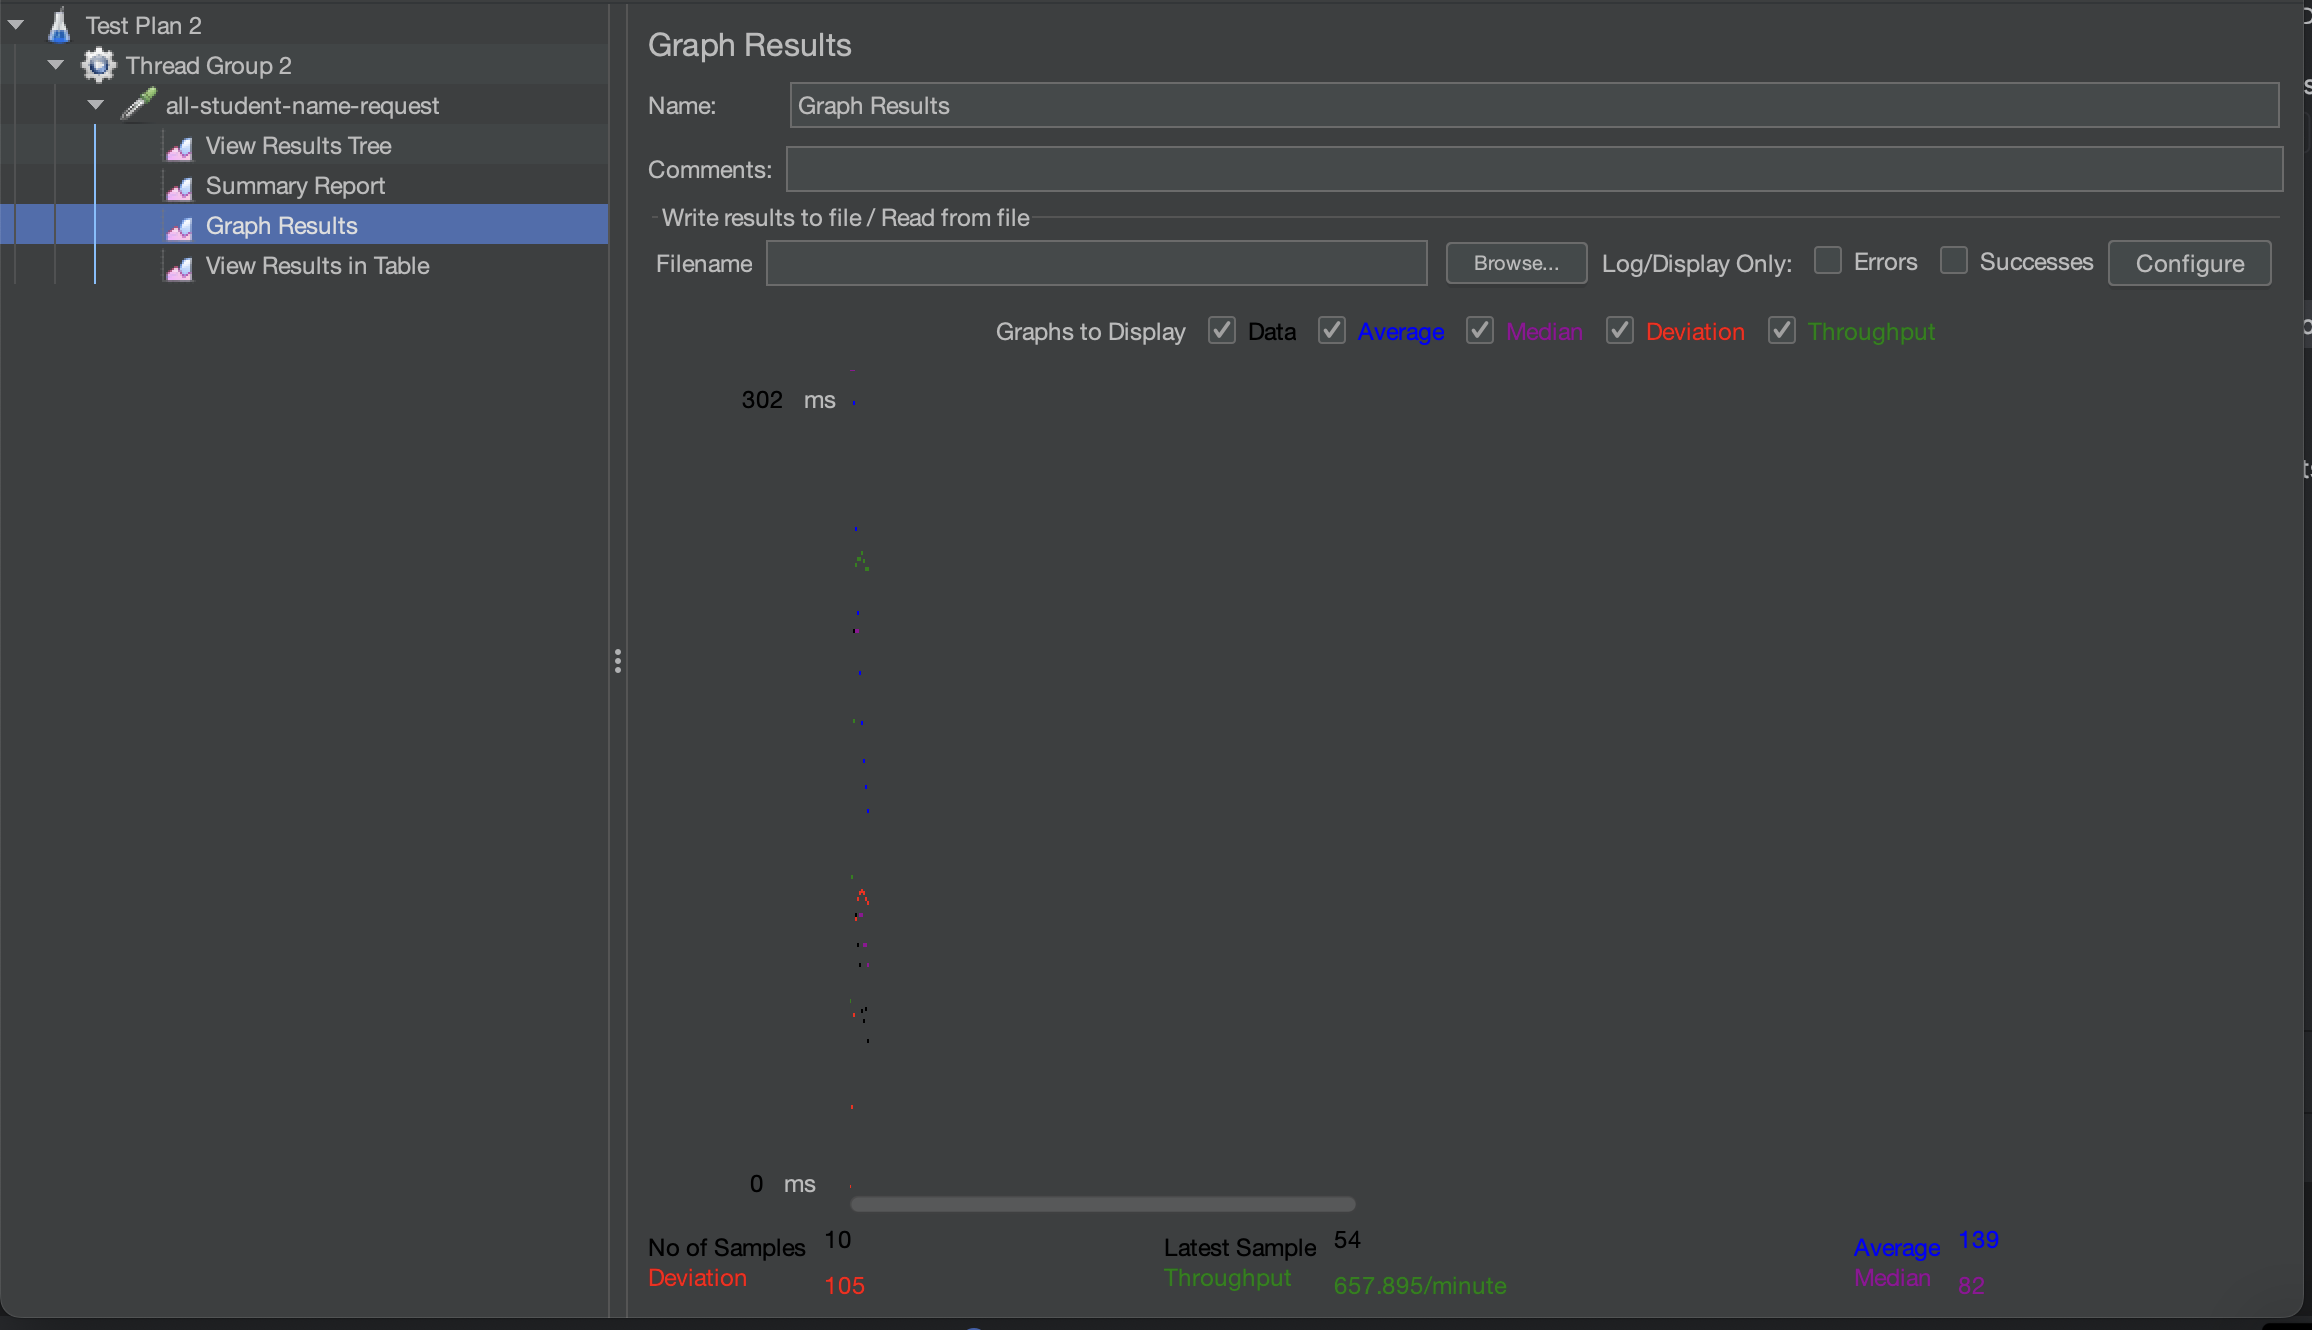 Test Plan 2
Thread Group 2
all-student-name-request
View Results Tree
Summary Report
Graph Results
View Results in Table
Graph Results
Name: Graph Results
Comments:
Write results to file / Read from file
Filename Browse... Log/Display Only: Errors Successes Configure
Graphs to Display Data Average Median Deviation Throughput
302 ms
0 ms
No of Samples 10 Latest Sample 54 Average 139
Deviation 105 Throughput 657.895/minute Median 82